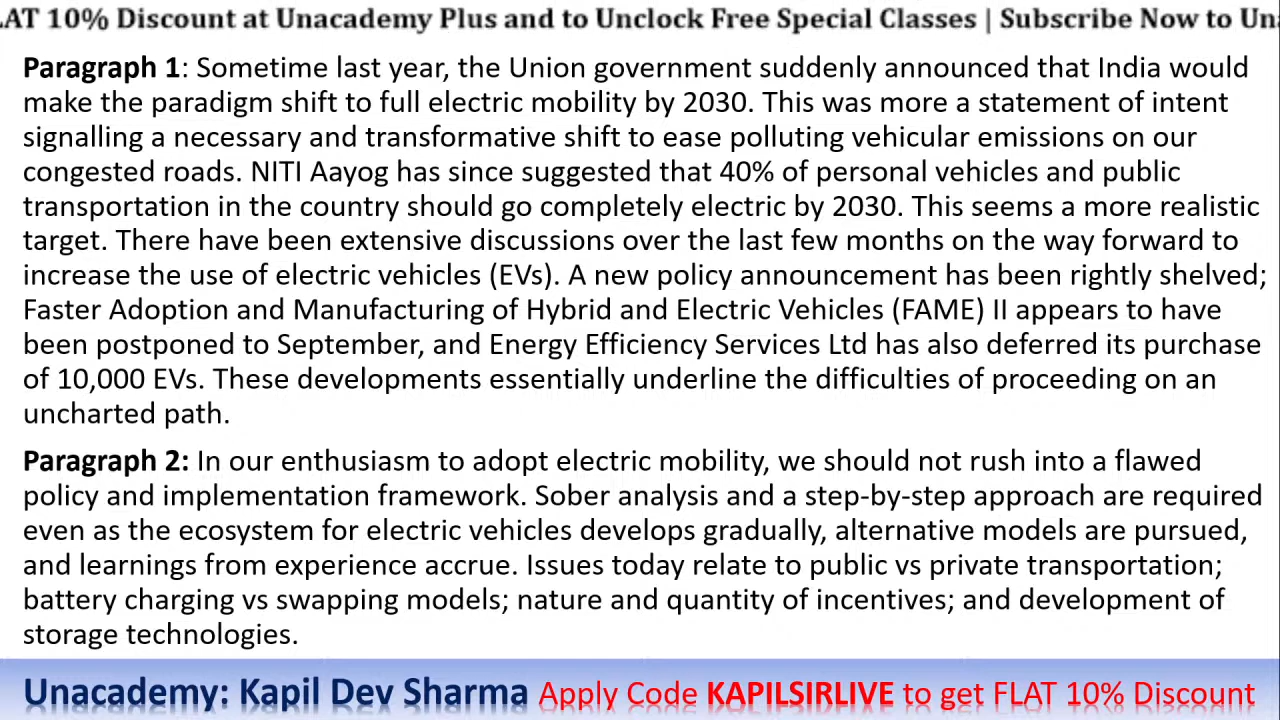 LAT 10% Discount at Unacademy Plus and to Unclock Free Special Classes | Subscribe Now to Un
Paragraph 1: Sometime last year, the Union government suddenly announced that India would
make the paradigm shift to full electric mobility by 2030. This was more a statement of intent
signalling a necessary and transformative shift to ease polluting vehicular emissions on our
congested roads. NITI Aayog has since suggested that 40% of personal vehicles and public
transportation in the country should go completely electric by 2030. This seems a more realistic
target. There have been extensive discussions over the last few months on the way forward to
increase the use of electric vehicles (EVs). A new policy announcement has been rightly shelved;
Faster Adoption and Manufacturing of Hybrid and Electric Vehicles (FAME) II appears to have
been postponed to September, and Energy Efficiency Services Ltd has also deferred its purchase
of 10,000 EVs. These developments essentially underline the difficulties of proceeding on an
uncharted path.
Paragraph 2: In our enthusiasm to adopt electric mobility, we should not rush into a flawed
policy and implementation framework. Sober analysis and a step-by-step approach are required
even as the ecosystem for electric vehicles develops gradually, alternative models are pursued,
and learnings from experience accrue. Issues today relate to public vs private transportation;
battery charging vs swapping models; nature and quantity of incentives; and development of
storage technologies.
Unacademy: Kapil Dev Sharma Apply Code KAPILSIRLIVE to get FLAT 10% Discount